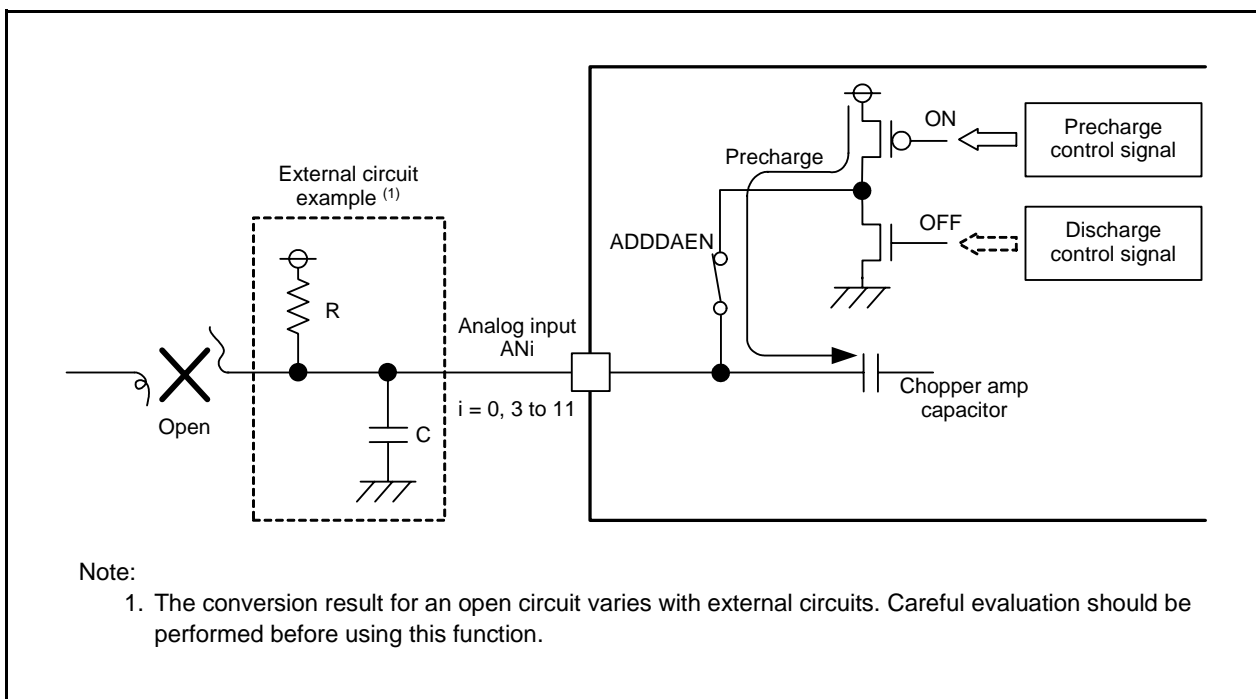 External circuit
example (1)
R
C
Open
Analog input
ANi
i = 0, 3 to 11
Precharge
ADDDAEN
ON
OFF
Precharge
control signal
Discharge
control signal
Chopper amp
capacitor
Note:
1. The conversion result for an open circuit varies with external circuits. Careful evaluation should be
performed before using this function.